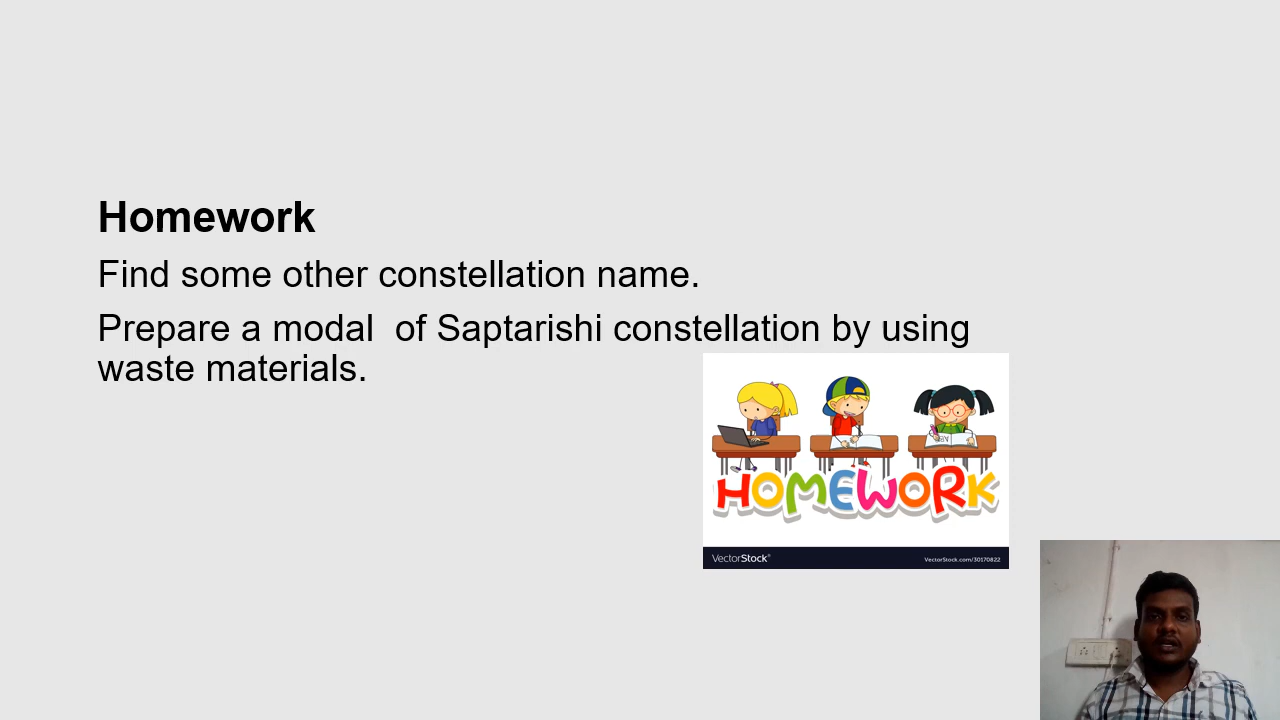 Homework
Find some other constellation name.
Prepare a modal  of Saptarishi constellation by using
waste materials.
HOMEWORK
VectorStock®
VectorStock.com/30170822